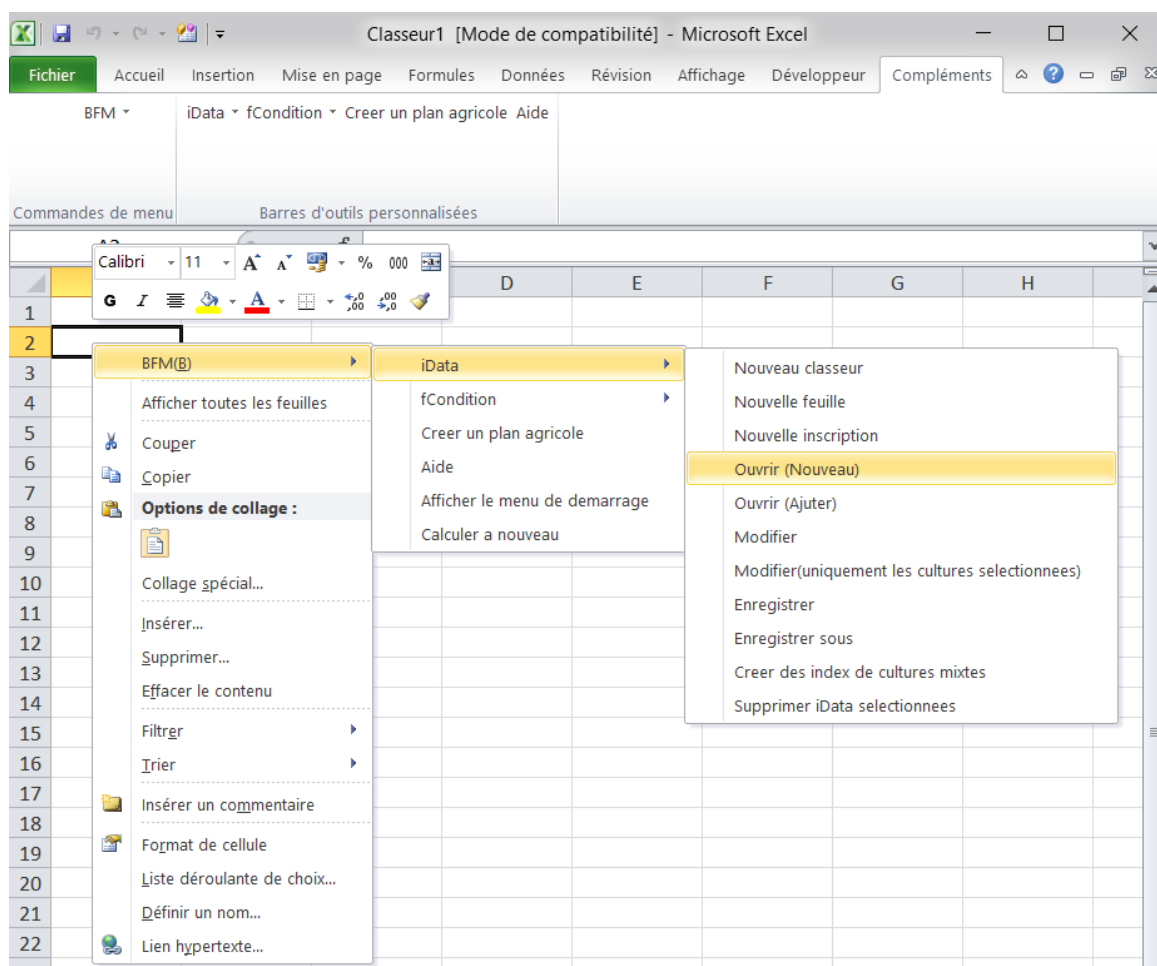 Classeur1 [Mode de compatibilité] - Microsoft Excel
Fichier Accueil Insertion Mise en page Formules Données Révision Affichage Développeur Compléments
BFM iData fCondition Creer un plan agricole Aide
Commandes de menu Barres d'outils personnalisées
Calibri 11 A A % 000
G I A ,00 ,00 ,0
D E F G H
1
2
3
4
5
6
7
8
9
10
11
12
13
14
15
16
17
18
19
20
21
22
BFM(B)
Afficher toutes les feuilles
Couper
Copier
Options de collage :
Collage spécial...
Insérer...
Supprimer...
Effacer le contenu
Filtrer
Trier
Insérer un commentaire
Format de cellule
Liste déroulante de choix...
Définir un nom...
Lien hypertexte...
iData
fCondition
Creer un plan agricole
Aide
Afficher le menu de demarrage
Calculer a nouveau
Nouveau classeur
Nouvelle feuille
Nouvelle inscription
Ouvrir (Nouveau)
Ouvrir (Ajuter)
Modifier
Modifier(uniquement les cultures selectionnees)
Enregistrer
Enregistrer sous
Creer des index de cultures mixtes
Supprimer iData selectionnees